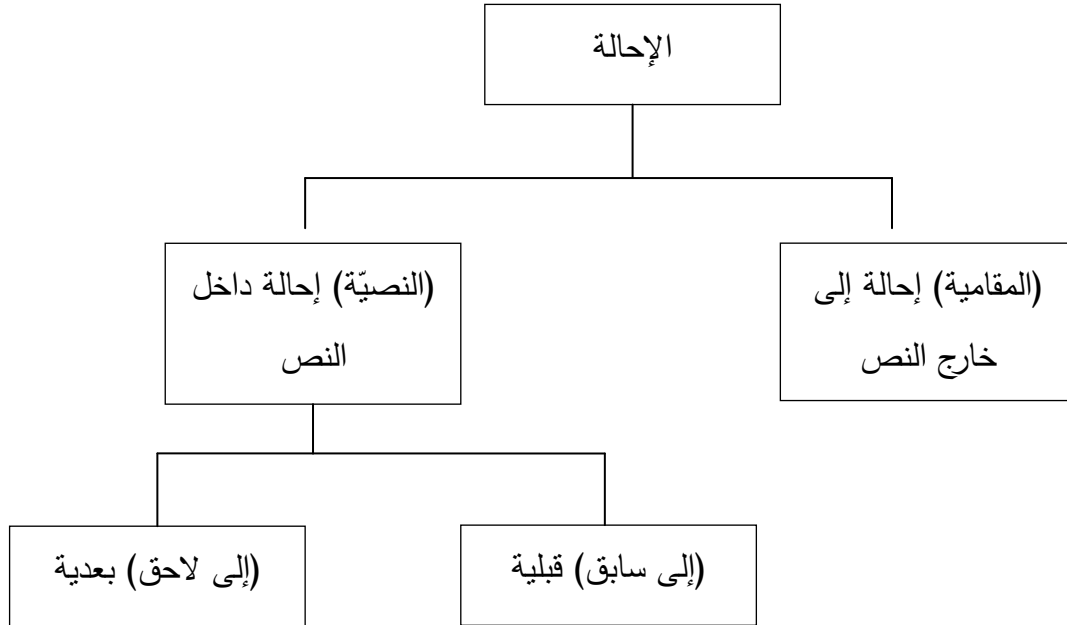 الإحالة
(المقامية) إحالة إلى
خارج النص
(النصيّة) إحالة داخل
النص
(إلى سابق) قبلية
(إلى لاحق) بعدية